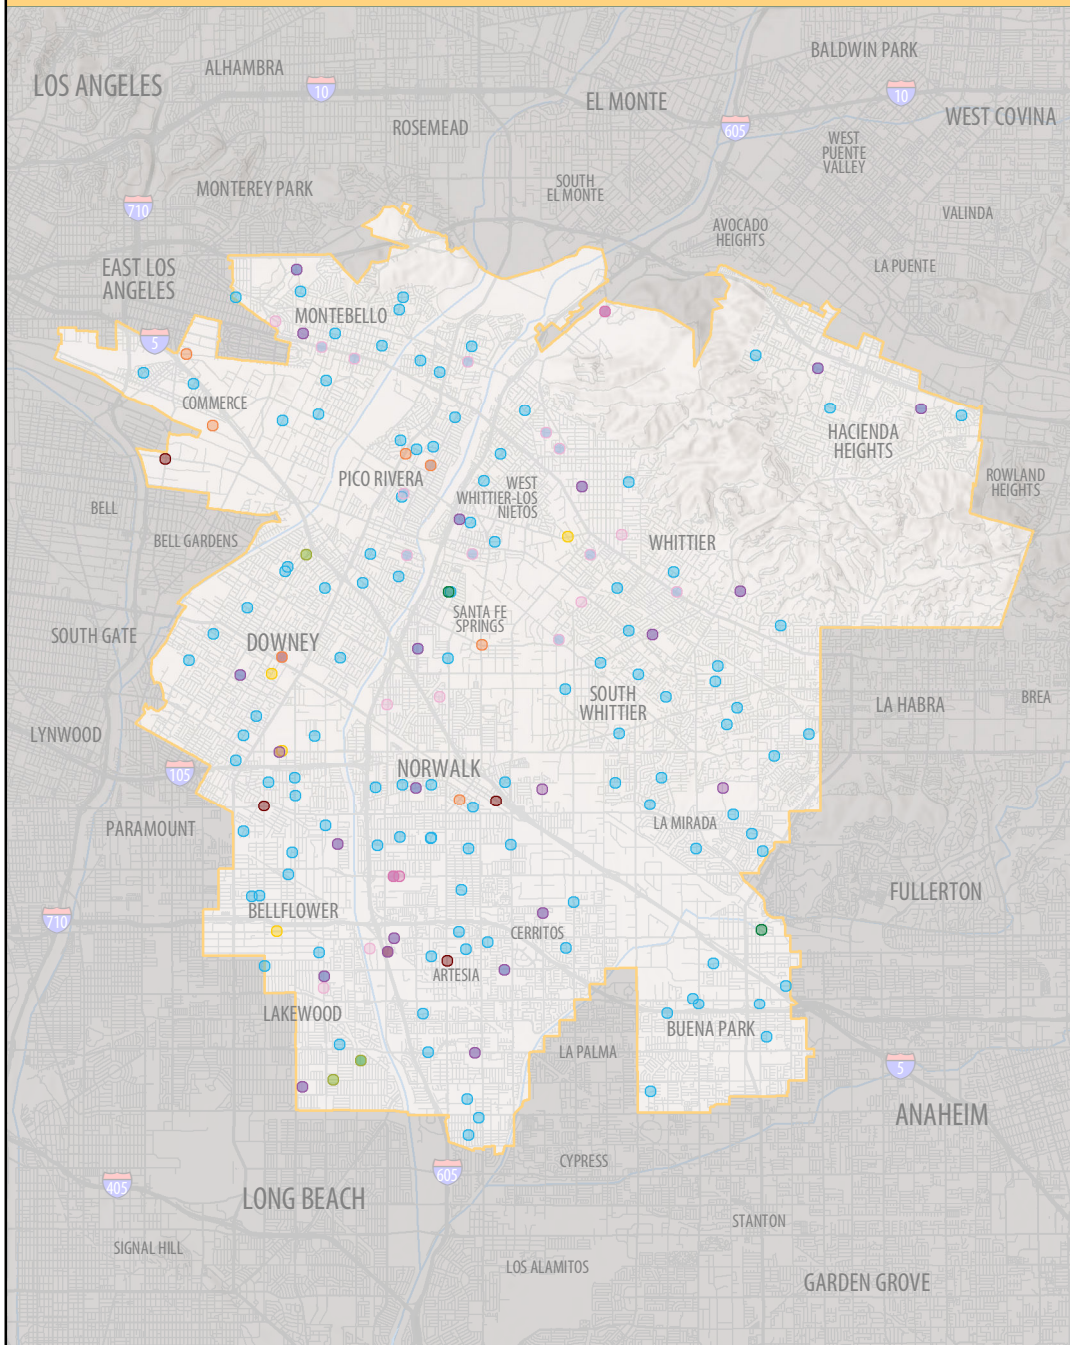 BALDWIN PARK
ALHAMBRA
LOS ANGELES
10
10
EL MONTE
WEST COVINA
ROSEMEAD
605
WEST
PUENTE
VALLEY
SOUTH
EL MONTE
MONTEREY PARK
710
VALINDA
AVOCADO
HEIGHTS
EAST LOS
ANGELES
LA PUENTE
MONTEBELLO
5
COMMERCE
HACIENDA
HEIGHTS
PICO RIVERA
WEST
WHITTIER-LOS
NIETOS
ROWLAND
HEIGHTS
BELL
BELL GARDENS
WHITTIER
SANTA FE
SPRINGS
SOUTH GATE
DOWNEY
SOUTH
WHITTIER
LA HABRA
BREA
LYNWOOD
105
NORWALK
PARAMOUNT
LA MIRADA
FULLERTON
BELLFLOWER
710
CERRITOS
ARTESIA
LAKEWOOD
BUENA PARK
LA PALMA
5
ANAHEIM
CYPRESS
605
405
LONG BEACH
STANTON
SIGNAL HILL
LOS ALAMITOS
GARDEN GROVE